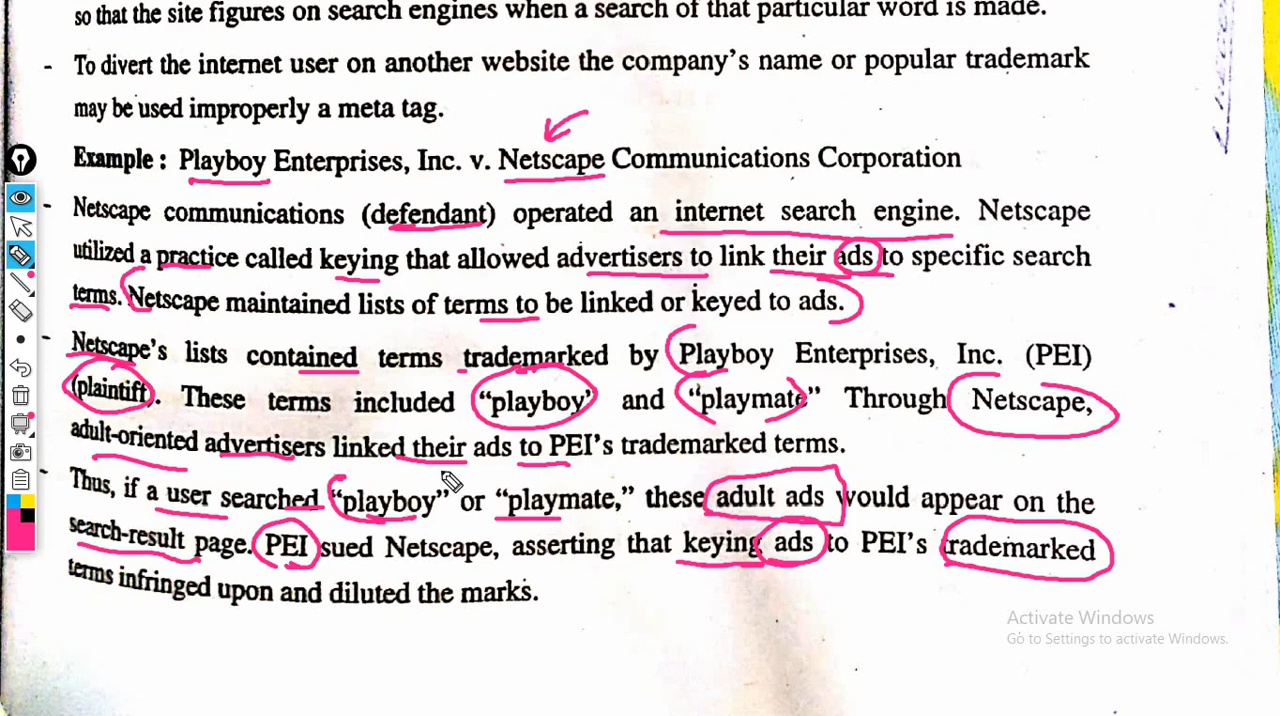 so that the site figures on search engines when a search of that particular word is made.
- To divert the internet user on another website the company's name or popular trademark
may be used improperly a meta tag.
Example : Playboy Enterprises, Inc. v. Netscape Communications Corporation
- Netscape communications (defendant) operated an internet search engine. Netscape
utilized a practice called keying that allowed advertisers to link their ads to specific search
terms. Netscape maintained lists of terms to be linked or keyed to ads.
- Netscape's lists contained terms trademarked by Playboy Enterprises, Inc. (PEI)
(plaintiff). These terms included "playboy" and "playmate" Through Netscape,
adult-oriented advertisers linked their ads to PEI's trademarked terms.
- Thus, if a user searched "playboy" or "playmate," these adult ads would appear on the
search-result page. PEI sued Netscape, asserting that keying ads to PEI's trademarked
terms infringed upon and diluted the marks.
Activate Windows
Go to Settings to activate Windows.